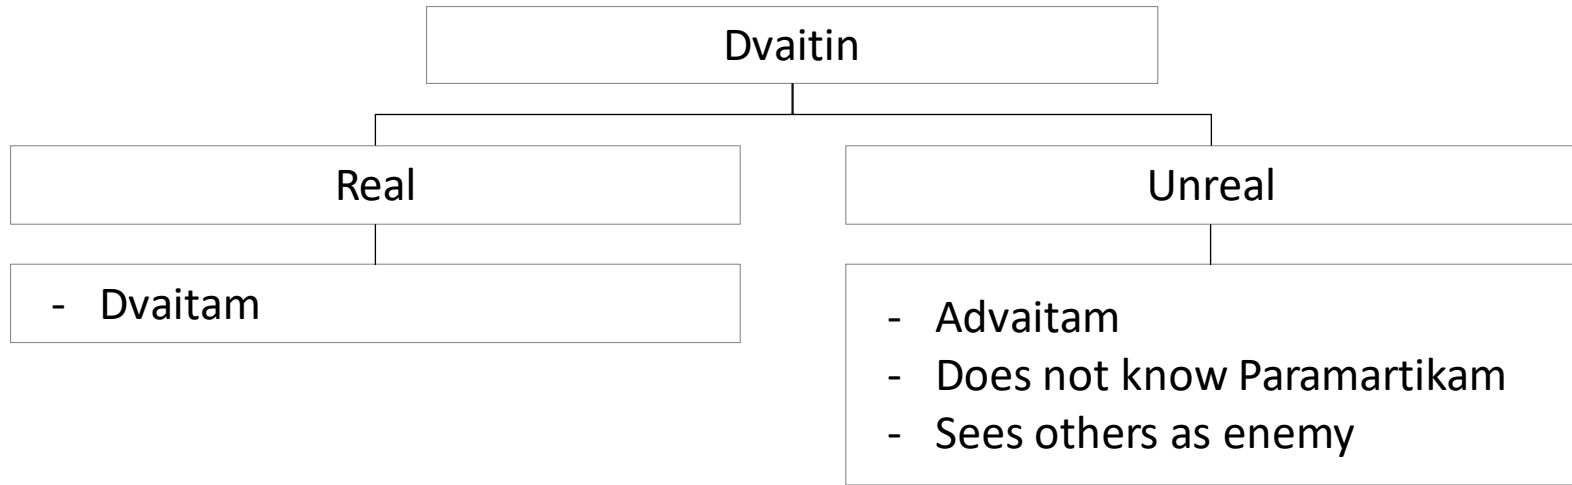 Dvaitin
Real
Unreal
- Dvaitam
- Advaitam
- Does not know Paramartikam
- Sees others as enemy